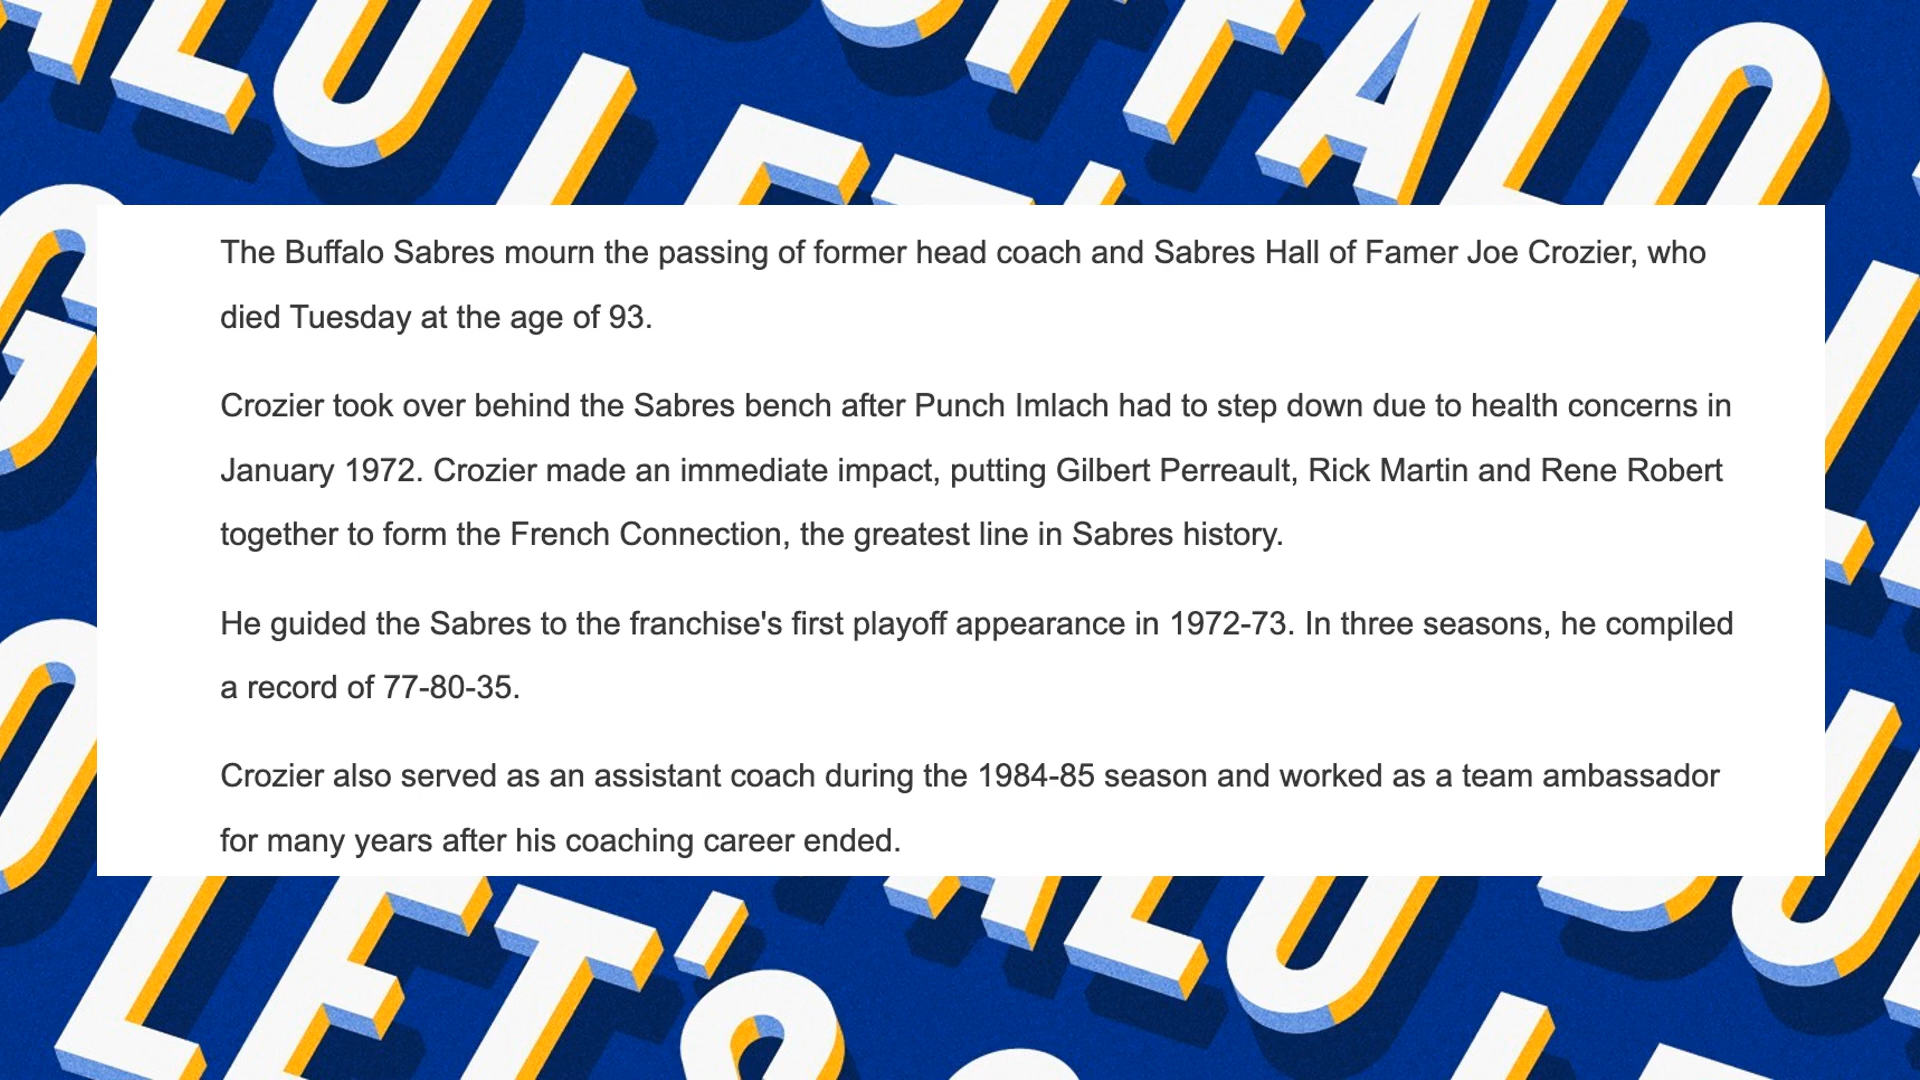 ALO LET'S BUFFALO
G
The Buffalo Sabres mourn the passing of former head coach and Sabres Hall of Famer Joe Crozier, who
died Tuesday at the age of 93.
Crozier took over behind the Sabres bench after Punch Imlach had to step down due to health concerns in
January 1972. Crozier made an immediate impact, putting Gilbert Perreault, Rick Martin and Rene Robert
together to form the French Connection, the greatest line in Sabres history.
He guided the Sabres to the franchise's first playoff appearance in 1972-73. In three seasons, he compiled
a record of 77-80-35.
Crozier also served as an assistant coach during the 1984-85 season and worked as a team ambassador
for many years after his coaching career ended.
LET'S
ALO